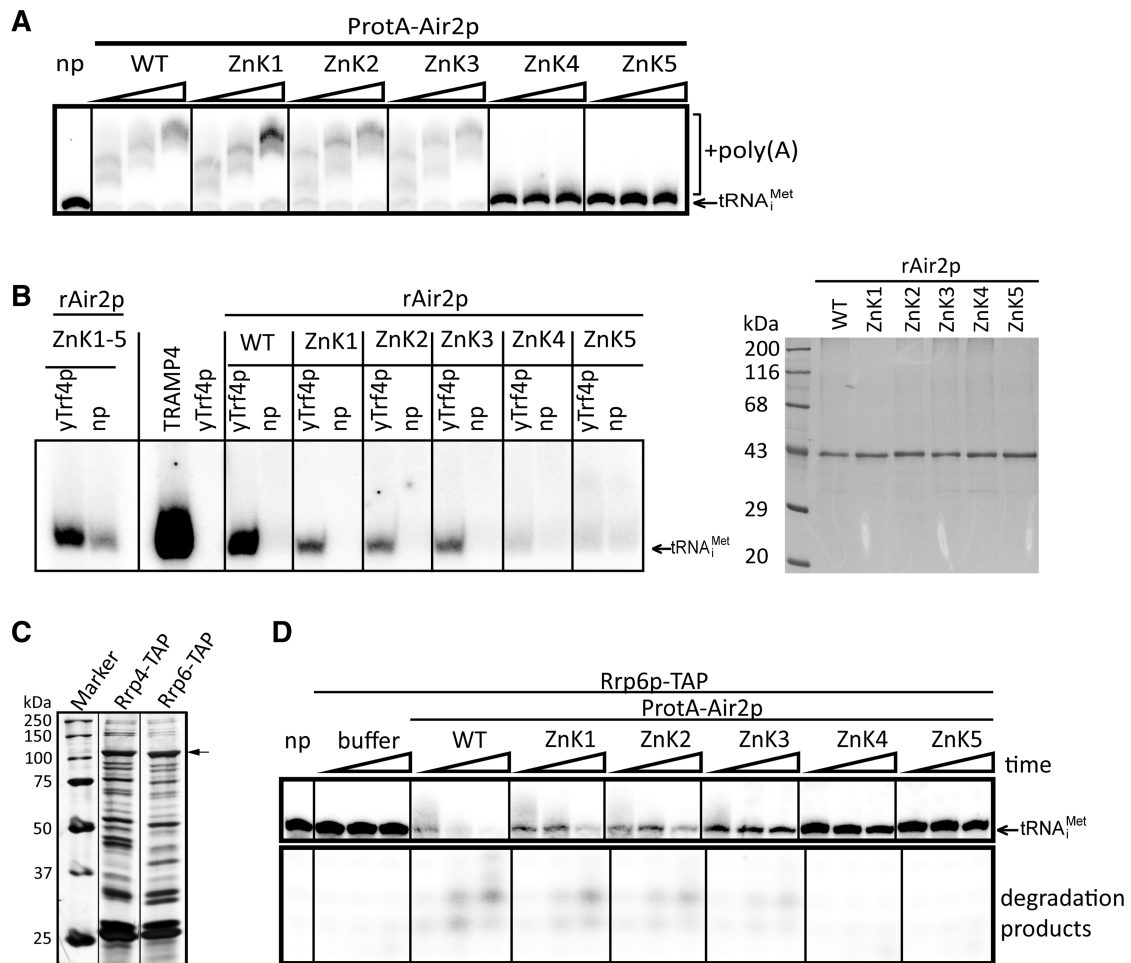 A
ProtA-Air2p
np WT ZnK1 ZnK2 ZnK3 ZnK4 ZnK5
+poly(A)
tRNAiMet
B
rAir2p rAir2p
ZnK1-5 WT ZnK1 ZnK2 ZnK3 ZnK4 ZnK5
yTrf4p np TRAMP4 yTrf4p yTrf4p np yTrf4p np yTrf4p np yTrf4p np yTrf4p np yTrf4p np
tRNAiMet
rAir2p
kDa WT ZnK1 ZnK2 ZnK3 ZnK4 ZnK5
200
116
68
43
29
20
C
kDa Marker Rrp4-TAP Rrp6-TAP
250
150
100
75
50
37
25
D
Rrp6p-TAP
ProtA-Air2p
np buffer WT ZnK1 ZnK2 ZnK3 ZnK4 ZnK5
time
tRNAiMet
degradation
products